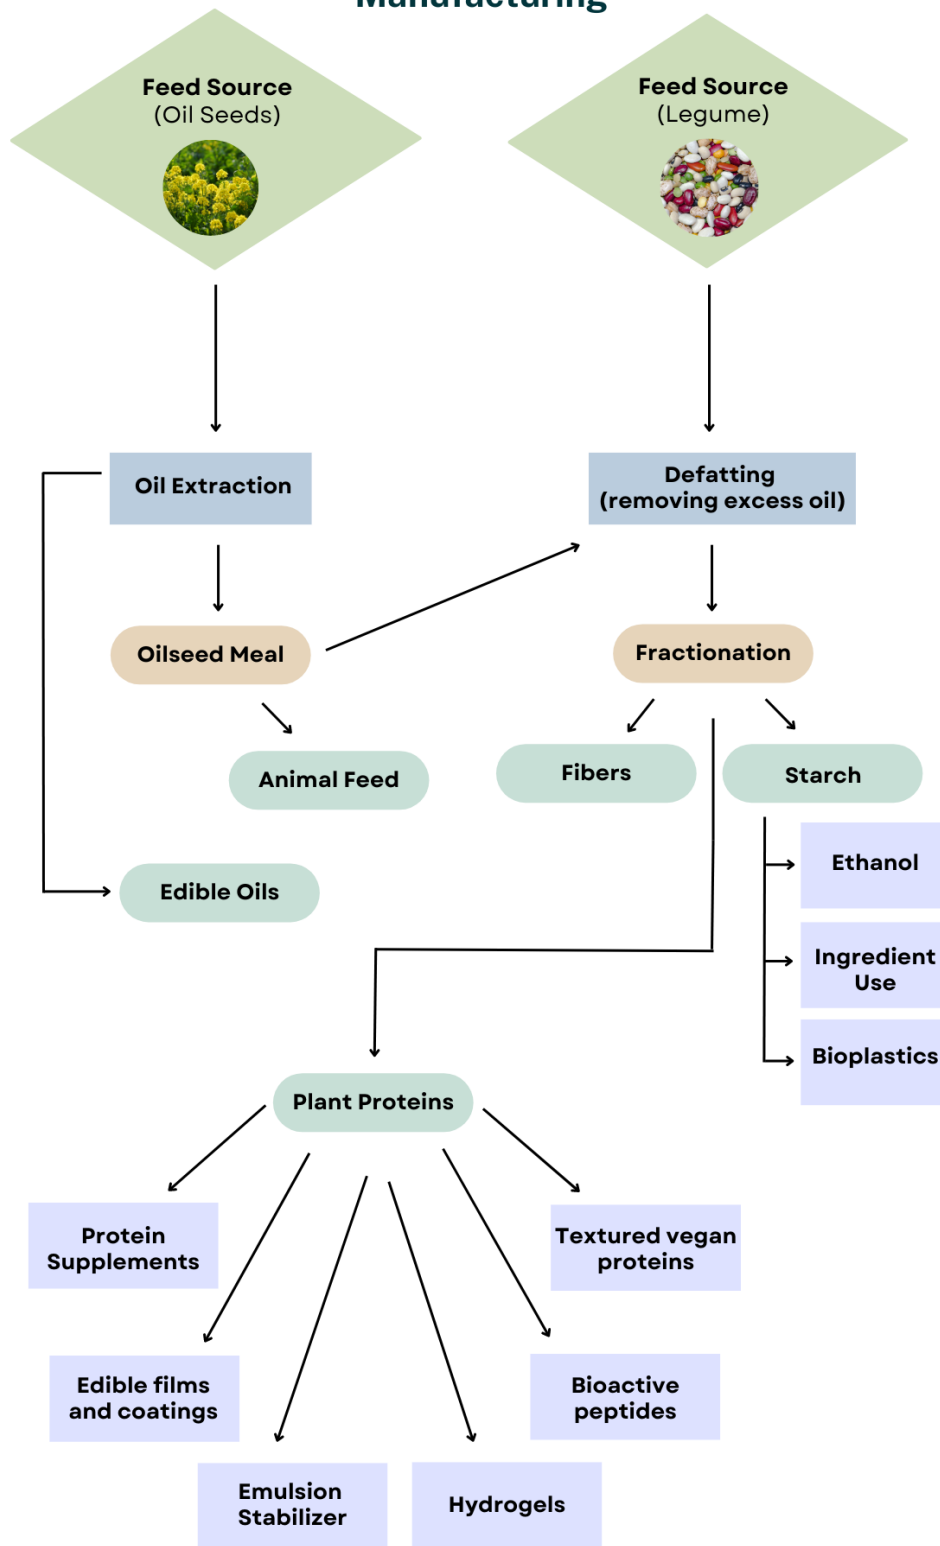 Manufacturing
Feed Source
(Oil Seeds)
Feed Source
(Legume)
Oil Extraction
Defatting
(removing excess oil)
Oilseed Meal
Fractionation
Animal Feed
Fibers
Starch
Edible Oils
Ethanol
Ingredient
Use
Bioplastics
Plant Proteins
Protein
Supplements
Textured vegan
proteins
Edible films
and coatings
Bioactive
peptides
Emulsion
Stabilizer
Hydrogels